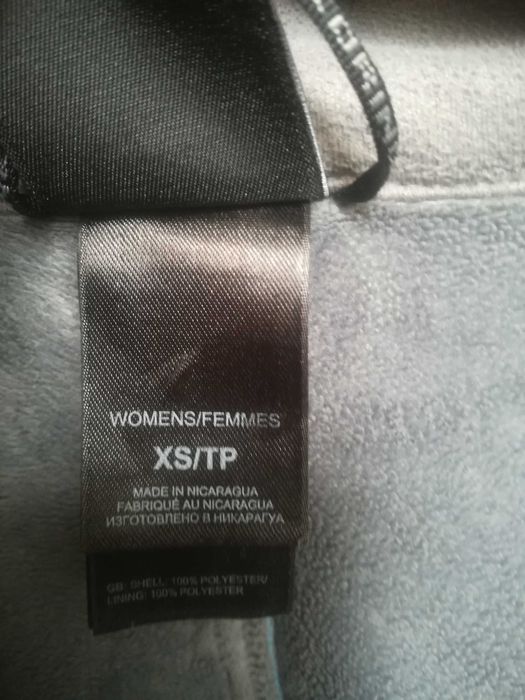 WOMENS/FEMMES
XS/TP
MADE IN NICARAGUA
FABRIQUÉ AU NICARAGUA
ИЗГОТОВЛЕНО В НИКАРАГУА
GB: SHELL: 100% POLYESTER/
LINING: 100% POLYESTER